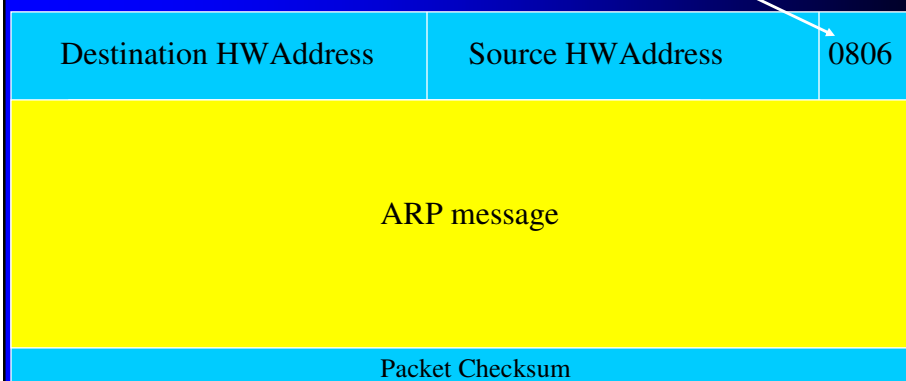 Destination HWAddress Source HWAddress 0806
ARP message
Packet Checksum